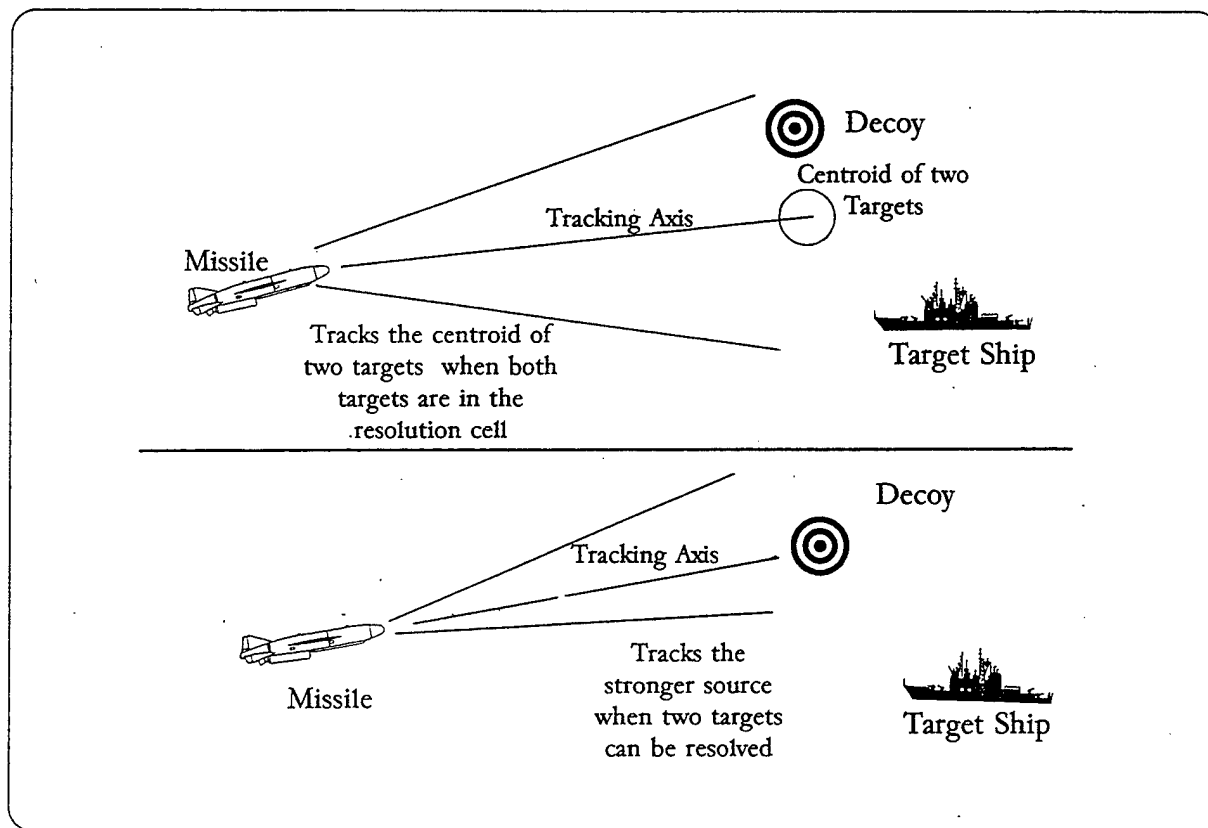 Decoy
Centroid of two
Targets
Tracking Axis
Missile
Tracks the centroid of
two targets when both
targets are in the
resolution cell
Target Ship
Decoy
Tracking Axis
Missile
Tracks the
stronger source
when two targets
can be resolved
Target Ship